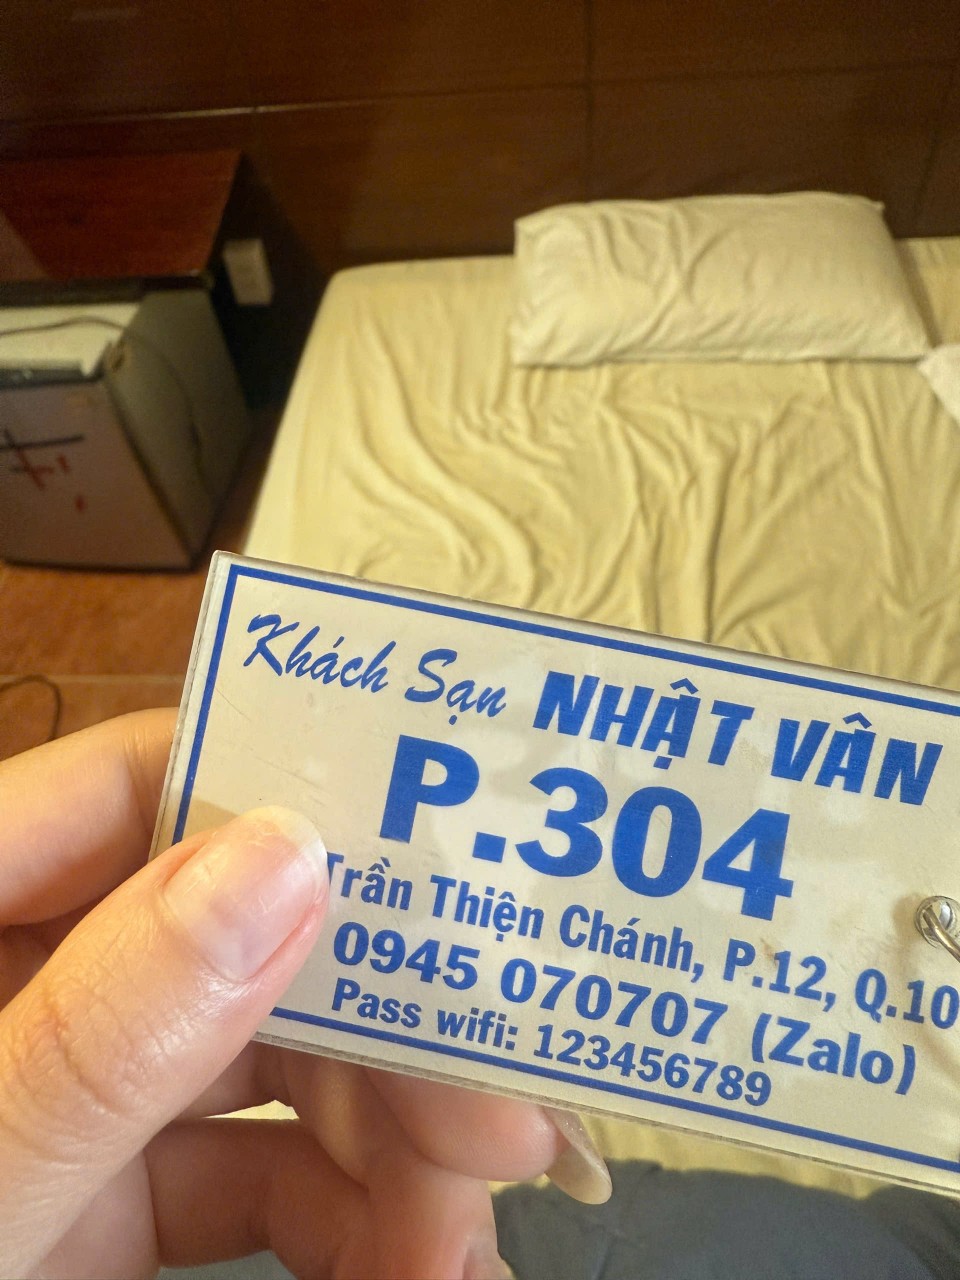 Khách Sạn NHẬT VÂN
P.304
Trần Thiện Chánh, P.12, Q.10
0945 070707 (Zalo)
Pass wifi: 123456789